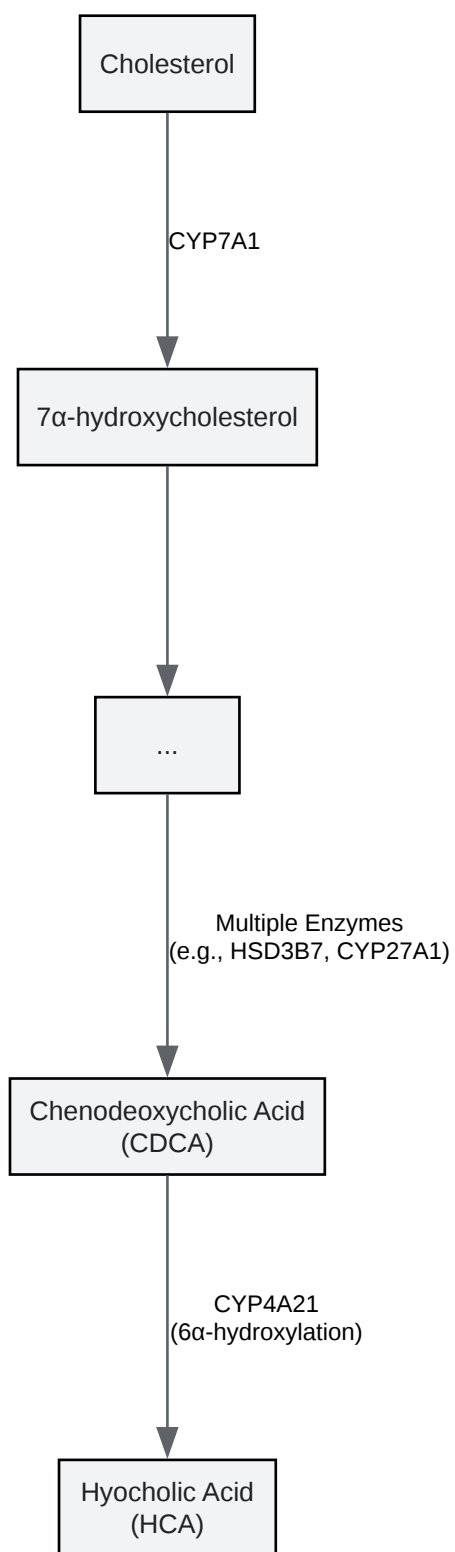 Cholesterol
CYP7A1
7α-hydroxycholesterol
...
Multiple Enzymes
(e.g., HSD3B7, CYP27A1)
Chenodeoxycholic Acid
(CDCA)
CYP4A21
(6α-hydroxylation)
Hyocholic Acid
(HCA)